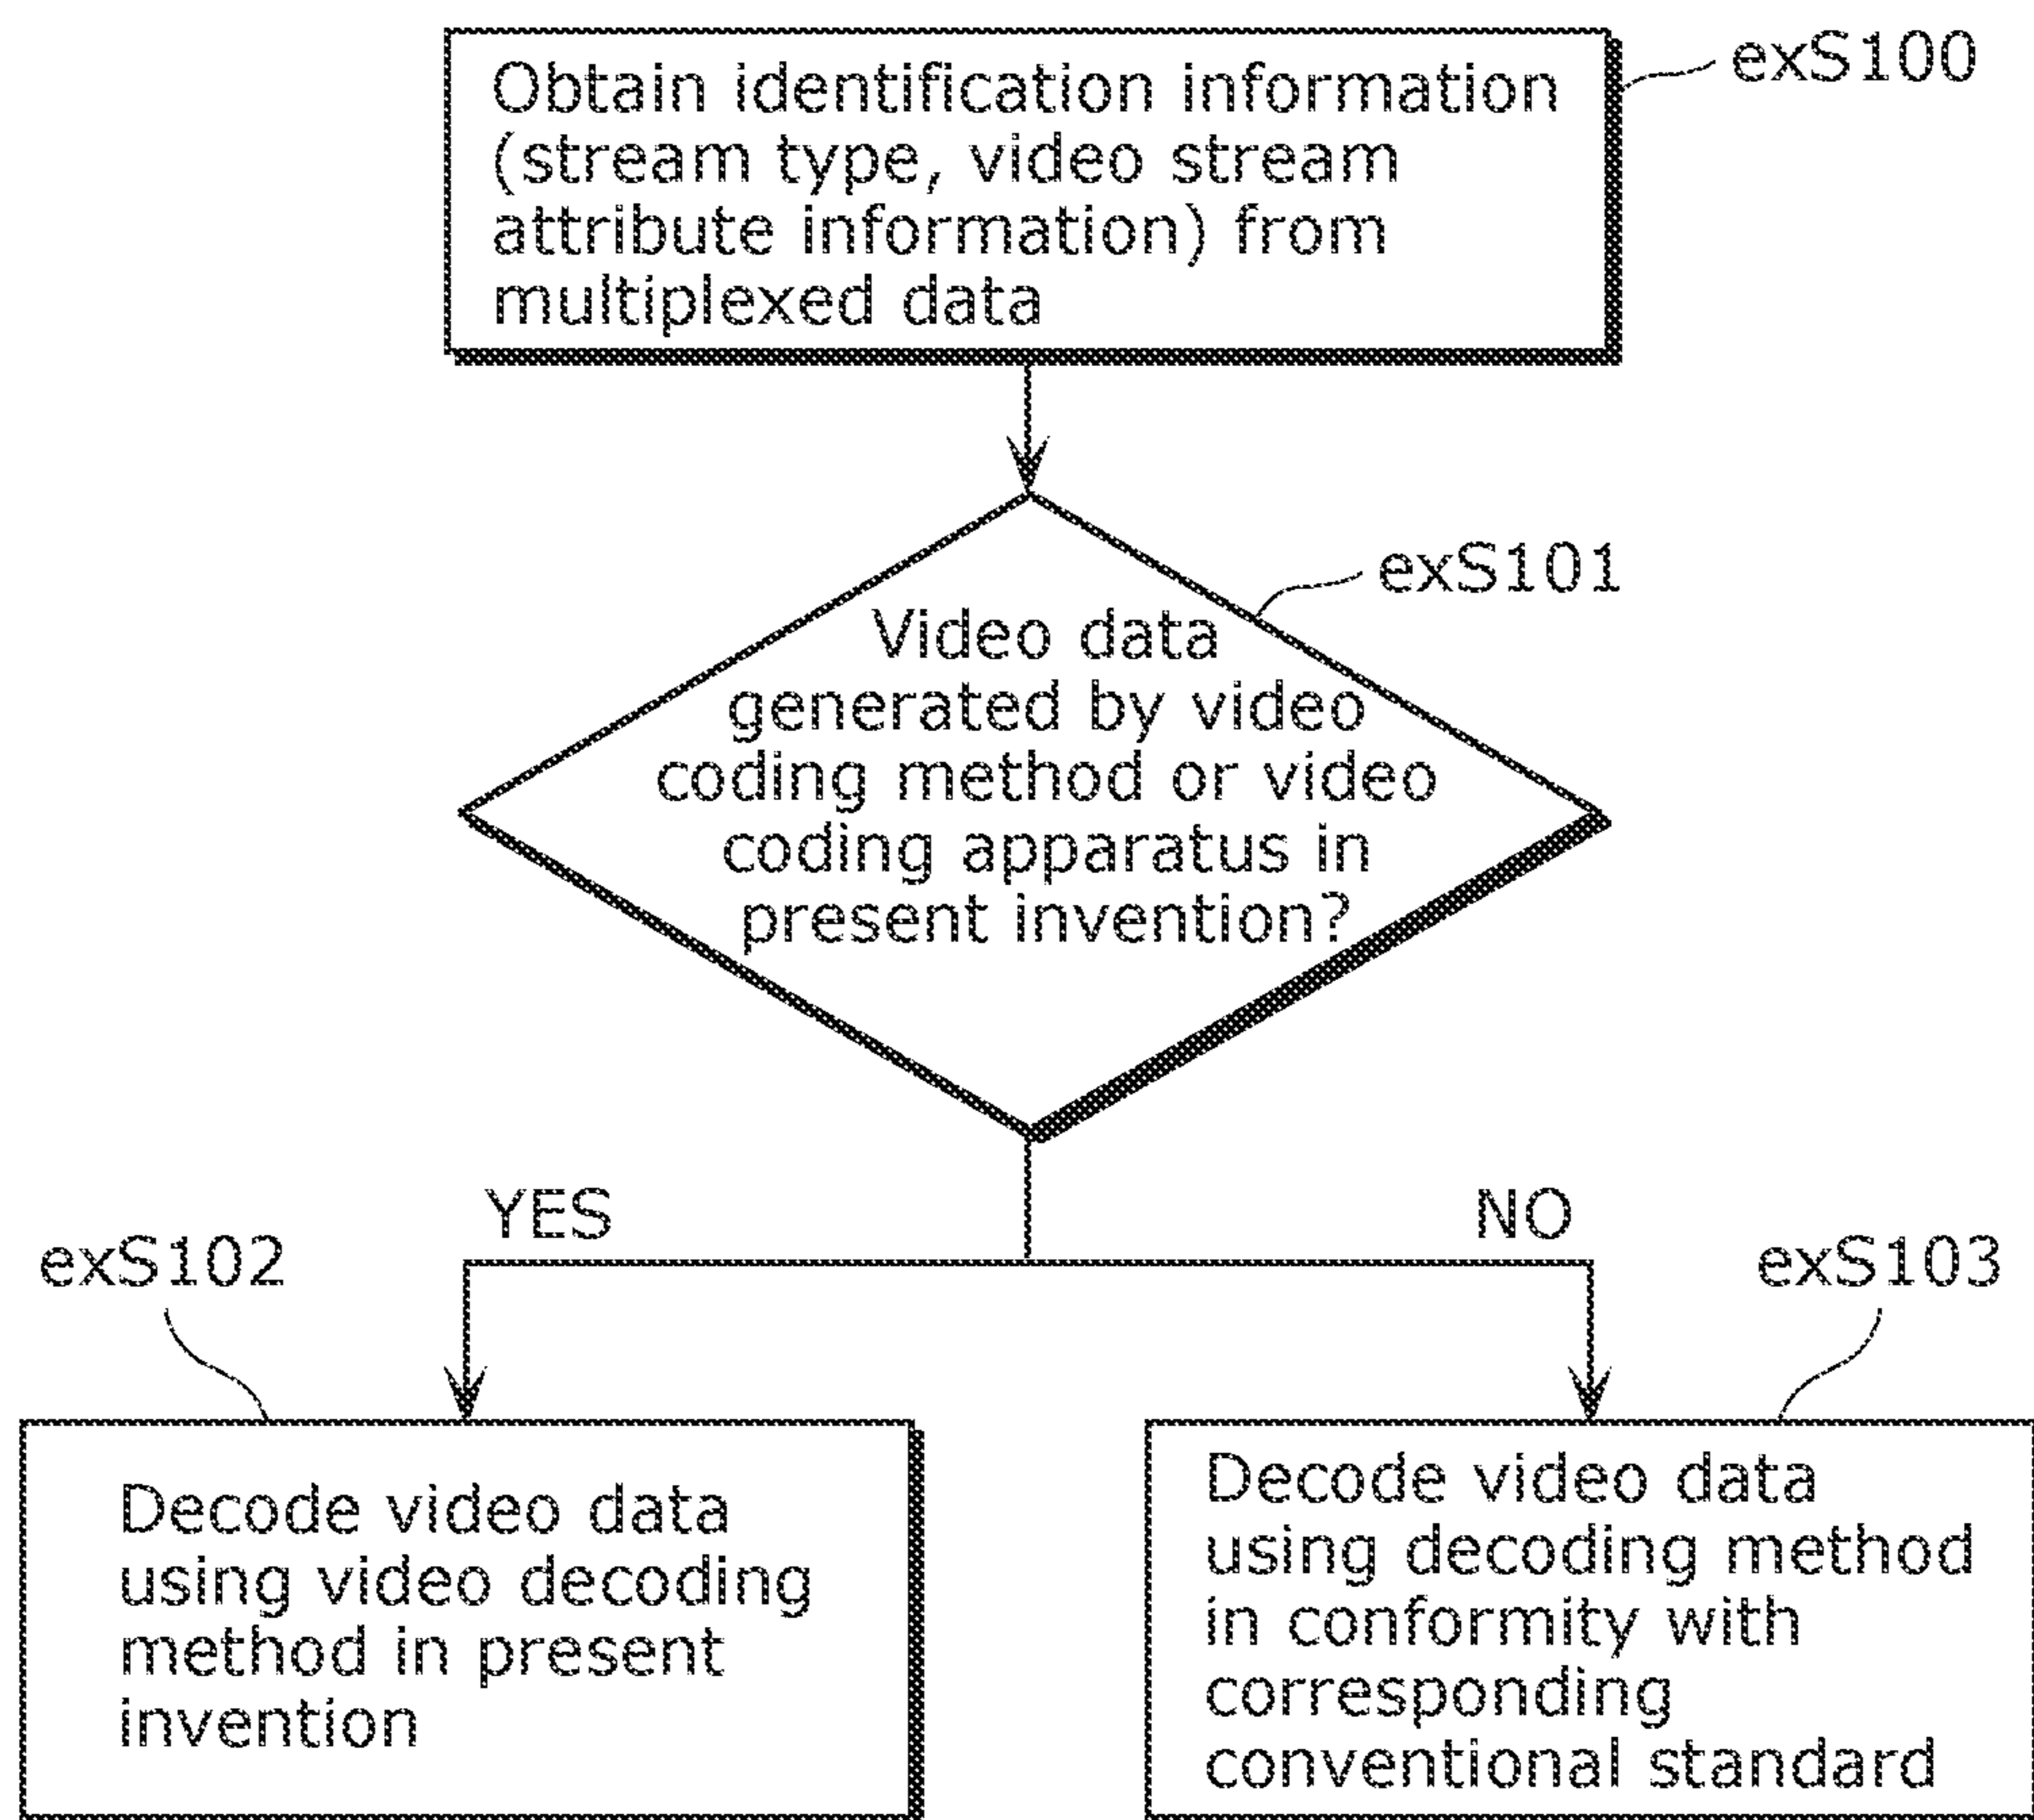 exS100
Obtain identification information
(stream type, video stream
attribute information) from
multiplexed data
exS101
Video data
generated by video
coding method or video
coding apparatus in
present invention?
YES
NO
exS102
exS103
Decode video data
using video decoding
method in present
invention
Decode video data
using decoding method
in conformity with
corresponding
conventional standard